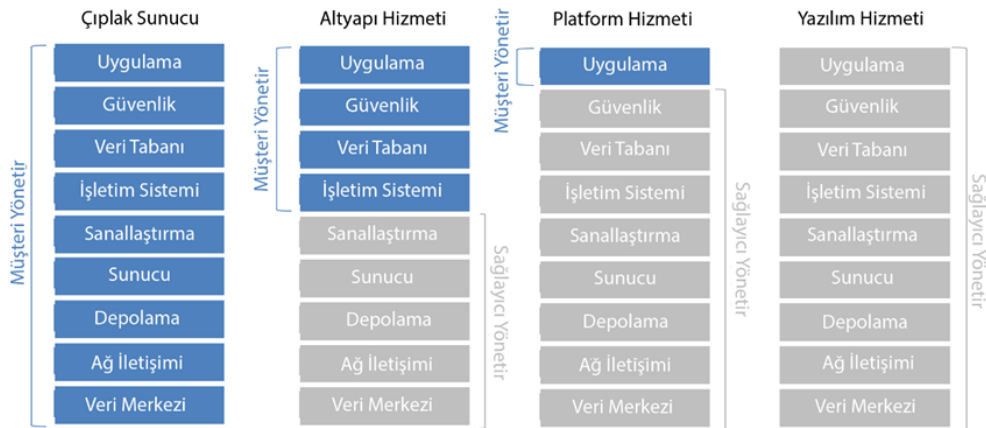 Çıplak Sunucu
Müşteri Yönetir
Uygulama
Güvenlik
Veri Tabanı
İşletim Sistemi
Sanallaştırma
Sunucu
Depolama
Ağ İletişimi
Veri Merkezi
Altyapı Hizmeti
Müşteri Yönetir
Uygulama
Güvenlik
Veri Tabanı
İşletim Sistemi
Sanallaştırma
Sunucu
Depolama
Ağ İletişimi
Veri Merkezi
Sağlayıcı Yönetir
Platform Hizmeti
Müşteri Yönetir
Uygulama
Güvenlik
Veri Tabanı
İşletim Sistemi
Sanallaştırma
Sunucu
Depolama
Ağ İletişimi
Veri Merkezi
Sağlayıcı Yönetir
Yazılım Hizmeti
Uygulama
Güvenlik
Veri Tabanı
İşletim Sistemi
Sanallaştırma
Sunucu
Depolama
Ağ İletişimi
Veri Merkezi
Sağlayıcı Yönetir